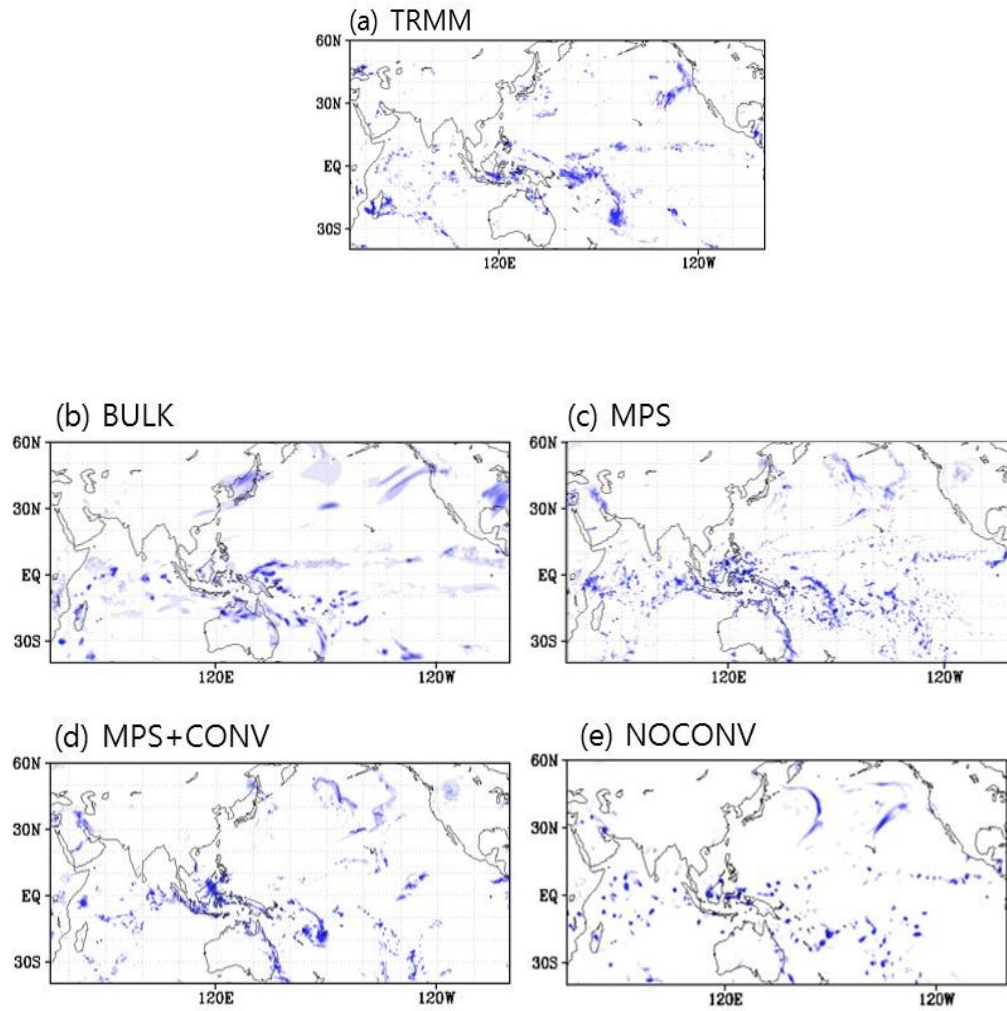 (a) TRMM
60N
30N
EQ
30S
120E 120W
(b) BULK
60N
30N
EQ
30S
120E 120W
(c) MPS
60N
30N
EQ
30S
120E 120W
(d) MPS+CONV
60N
30N
EQ
30S
120E 120W
(e) NOCONV
60N
30N
EQ
30S
120E 120W